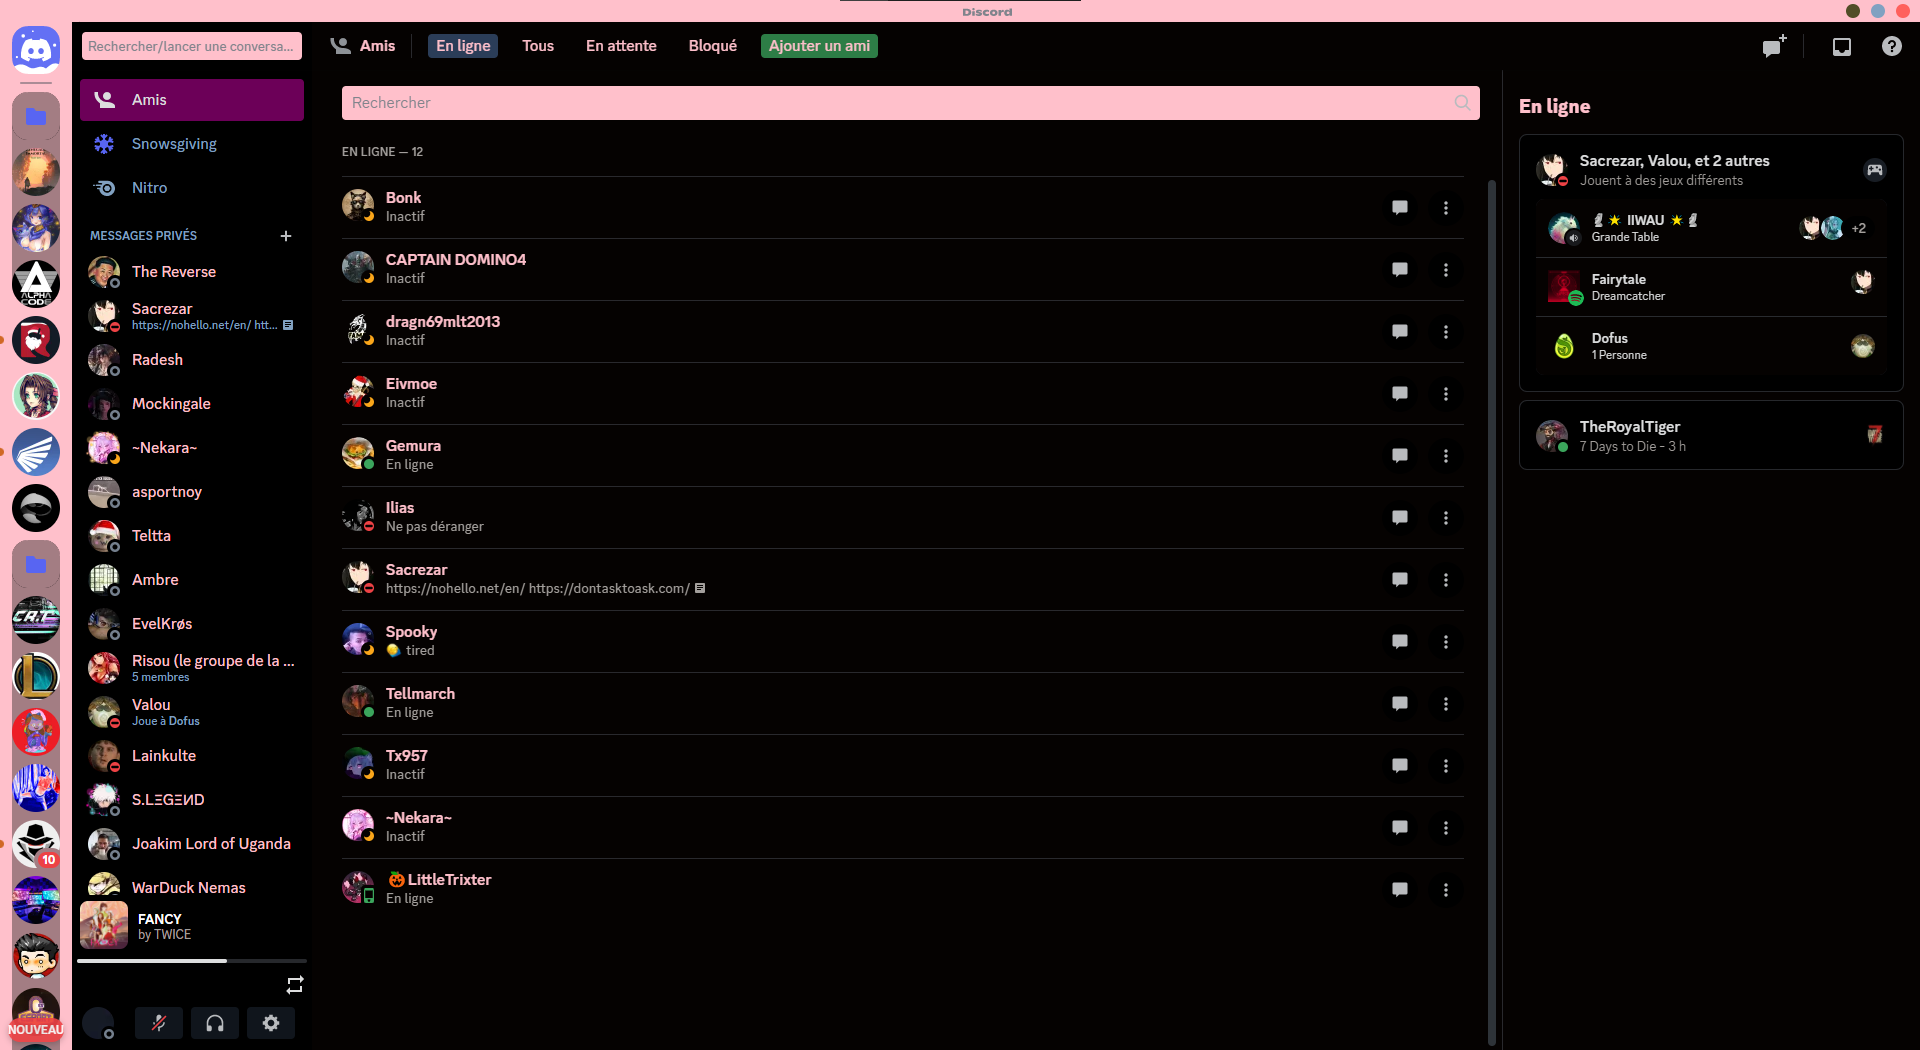 Discord
Rechercher/lancer une conversa...
Amis
En ligne
Tous
En attente
Bloqué
Ajouter un ami
Amis
Snowsgiving
Nitro
MESSAGES PRIVÉS
The Reverse
Sacrezar
https://nohello.net/en/ htt...
Radesh
Mockingale
~Nekara~
asportnoy
Teltta
Ambre
EvelKrøs
Risou (le groupe de la ...
5 membres
Valou
Joue à Dofus
Lainkulte
S.LΞGΞИD
Joakim Lord of Uganda
WarDuck Nemas
FANCY
by TWICE
ALPHA
CODE
10
NOUVEAU
Rechercher
EN LIGNE — 12
Bonk
Inactif
CAPTAIN DOMINO4
Inactif
dragn69mlt2013
Inactif
Eivmoe
Inactif
Gemura
En ligne
Ilias
Ne pas déranger
Sacrezar
https://nohello.net/en/ https://dontasktoask.com/
Spooky
tired
Tellmarch
En ligne
Tx957
Inactif
~Nekara~
Inactif
🎃LittleTrixter
En ligne
En ligne
Sacrezar, Valou, et 2 autres
Jouent à des jeux différents
IIWAU
Grande Table
+2
Fairytale
Dreamcatcher
Dofus
1 Personne
TheRoyalTiger
7 Days to Die - 3 h